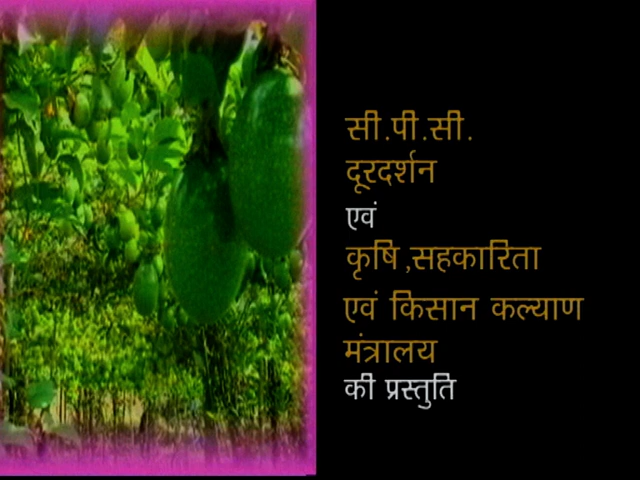 सी.पी.सी.
दूरदर्शन
एवं
कृषि ,सहकारिता
एवं किसान कल्याण
मंत्रालय
की प्रस्तुति